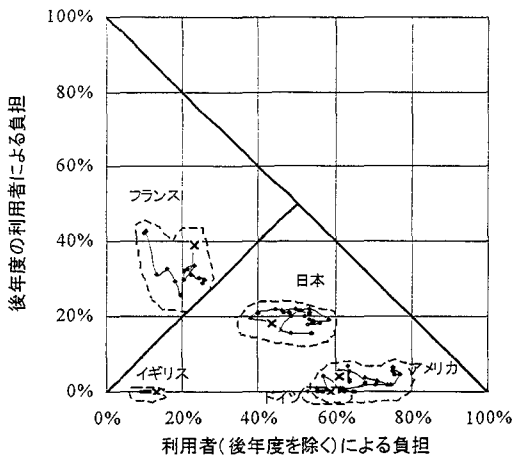 後年度の利用者による負担
100%
80%
60%
40%
20%
0%
フランス
日本
イギリス
ドイツ
アメリカ
0%
20%
40%
60%
80%
100%
利用者(後年度を除く)による負担